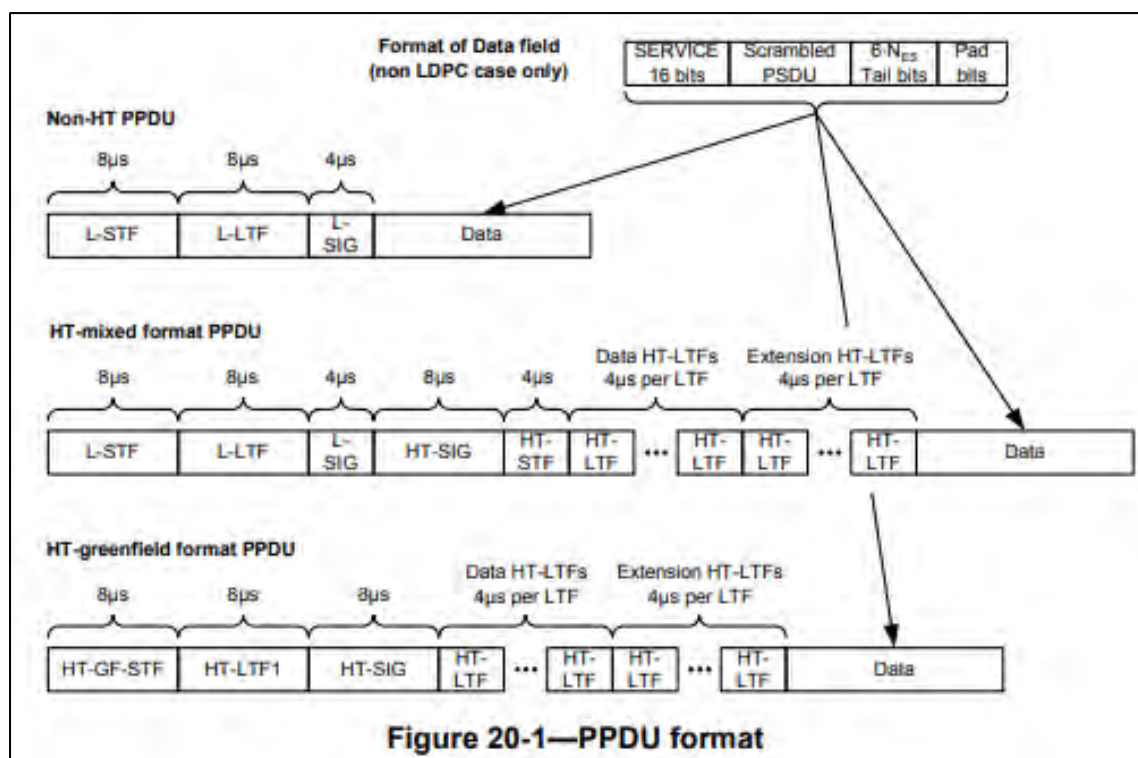 Format of Data field
(non LDPC case only)
SERVICE
16 bits
Scrambled
PSDU
6·N_ES
Tail bits
Pad
bits
Non-HT PPDU
8µs 8µs 4µs
L-STF
L-LTF
L-
SIG
Data
HT-mixed format PPDU
Data HT-LTFs
4µs per LTF
Extension HT-LTFs
4µs per LTF
8µs 8µs 4µs 8µs 4µs
L-STF
L-LTF
L-
SIG
HT-SIG
HT-
STF
HT-
LTF
•••
HT-
LTF
HT-
LTF
•••
HT-
LTF
Data
HT-greenfield format PPDU
Data HT-LTFs
4µs per LTF
Extension HT-LTFs
4µs per LTF
8µs 8µs 8µs
HT-GF-STF
HT-LTF1
HT-SIG
HT-
LTF
•••
HT-
LTF
HT-
LTF
•••
HT-
LTF
Data
Figure 20-1—PPDU format